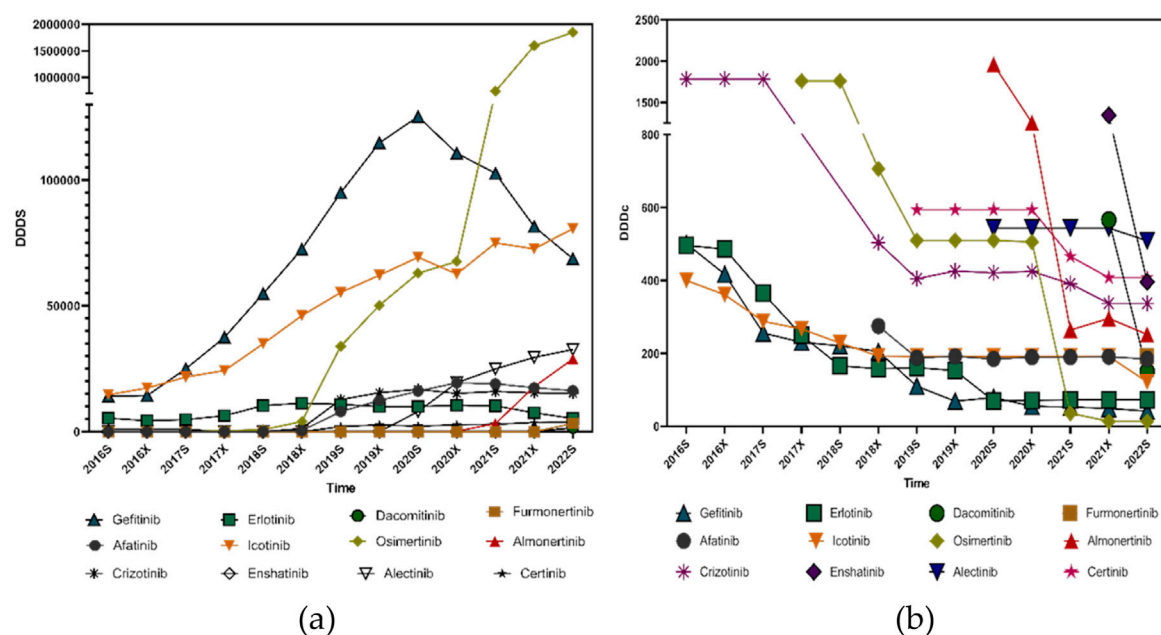 2000000
1500000
1000000
100000
50000
0
DDDS
2016S 2016X 2017S 2017X 2018S 2018X 2019S 2019X 2020S 2020X 2021S 2021X 2022S
Time
Gefitinib Erlotinib Dacomitinib Furmonertinib
Afatinib Icotinib Osimertinib Almonertinib
Crizotinib Enshatinib Alectinib Certinib
(a)
2500
2000
1500
800
600
400
200
0
DDDc
2016S 2016X 2017S 2017X 2018S 2018X 2019S 2019X 2020S 2020X 2021S 2021X 2022S
Time
Gefitinib Erlotinib Dacomitinib Furmonertinib
Afatinib Icotinib Osimertinib Almonertinib
Crizotinib Enshatinib Alectinib Certinib
(b)